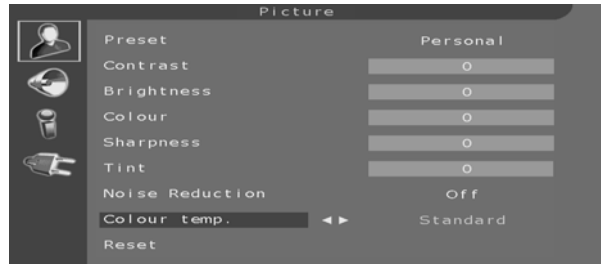 Picture
Preset Personal
Contrast 0
Brightness 0
Colour 0
Sharpness 0
Tint 0
Noise Reduction Off
Colour temp. ◄► Standard
Reset